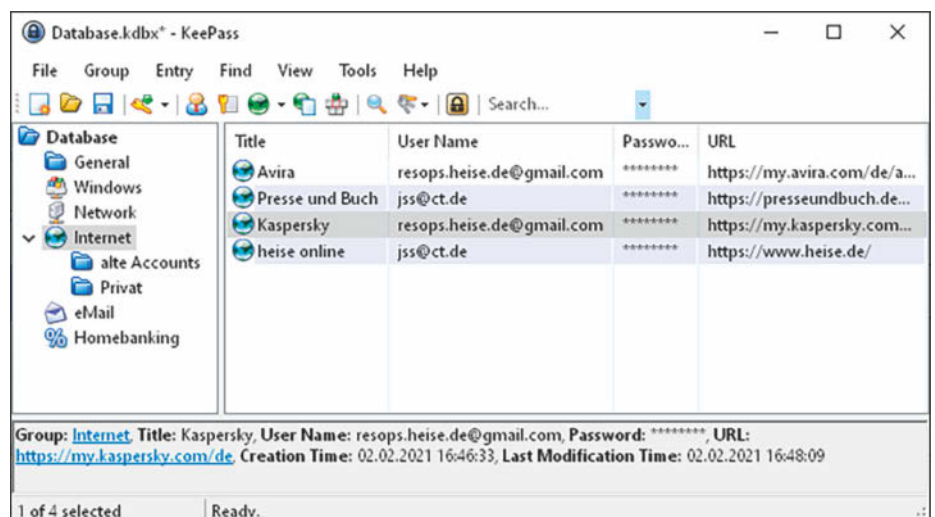 Database.kdbx* - KeePass
File Group Entry Find View Tools Help
Search...
Database
General
Windows
Network
Internet
alte Accounts
Privat
eMail
Homebanking
Title User Name Passwo... URL
Avira resops.heise.de@gmail.com ******** https://my.avira.com/de/a...
Presse und Buch jss@ct.de ******** https://presseundbuch.de...
Kaspersky resops.heise.de@gmail.com ******** https://my.kaspersky.com...
heise online jss@ct.de ******** https://www.heise.de/
Group: Internet, Title: Kaspersky, User Name: resops.heise.de@gmail.com, Password: ********, URL:
https://my.kaspersky.com/de, Creation Time: 02.02.2021 16:46:33, Last Modification Time: 02.02.2021 16:48:09
1 of 4 selected Ready.